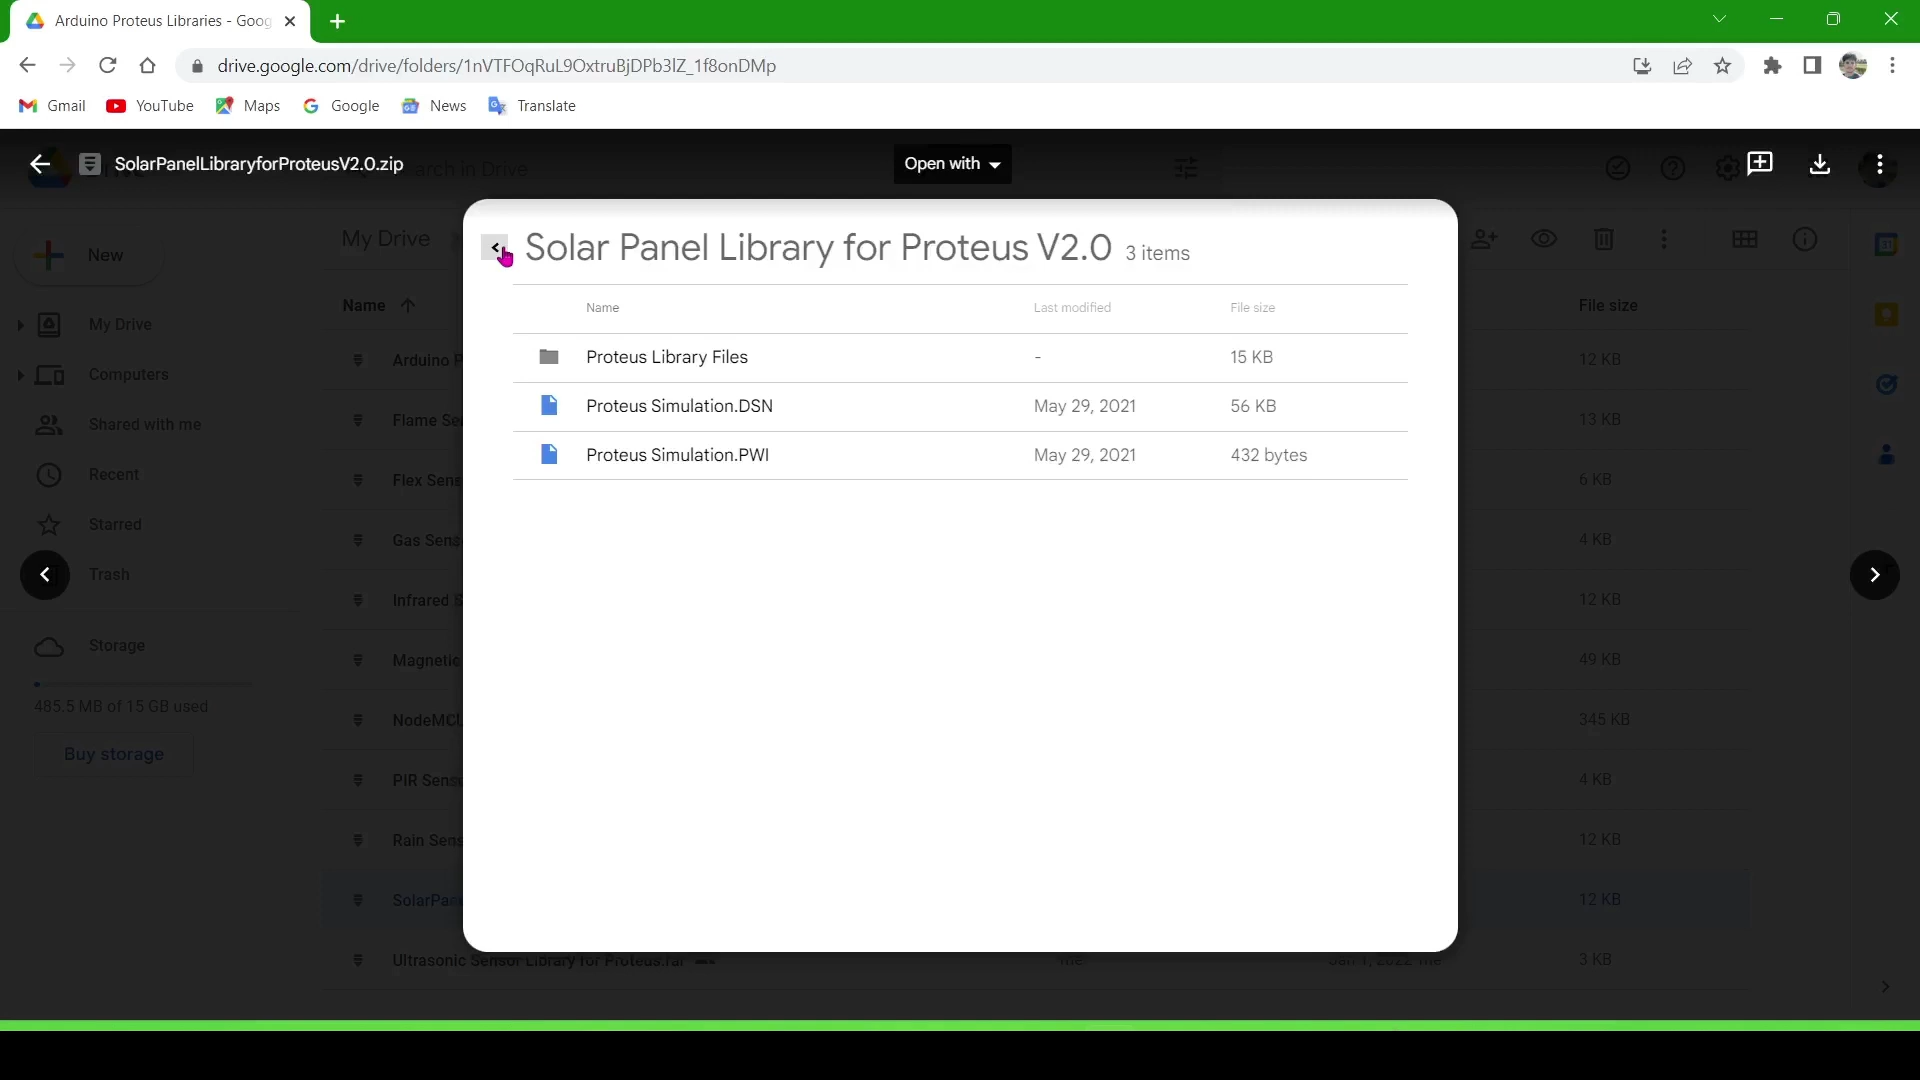 Arduino Proteus Libraries - Goog
drive.google.com/drive/folders/1nVTFOqRuL9OxtruBjDPb3lZ_1f8onDMp
Gmail YouTube Maps Google News Translate
SolarPanelLibraryforProteusV2.0.zip
arch in Drive
Open with
My Drive
New
Solar Panel Library for Proteus V2.0 3 items
Name
File size
Name Last modified File size
My Drive
Computers
Shared with me
Recent
Starred
Trash
Storage
485.5 MB of 15 GB used
Buy storage
Proteus Library Files - 15 KB
Proteus Simulation.DSN May 29, 2021 56 KB
Proteus Simulation.PWI May 29, 2021 432 bytes
Arduino P 12 KB
Flame Se 13 KB
Flex Sens 6 KB
Gas Sens 4 KB
Infrared S 12 KB
Magnetic 49 KB
NodeMCU 345 KB
PIR Sens 4 KB
Rain Sens 12 KB
SolarPan 12 KB
Ultrasonic Sensor Library for Proteus.rar me Jan 1, 2022 me 3 KB